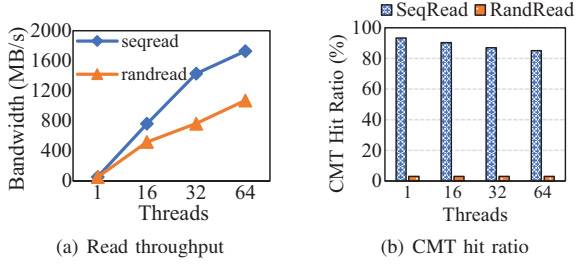 2000
1600
1200
800
400
0
Bandwidth (MB/s)
seqread
randread
1 16 32 64
Threads
(a) Read throughput
SeqRead RandRead
100
80
60
40
20
0
CMT Hit Ratio (%)
1 16 32 64
Threads
(b) CMT hit ratio